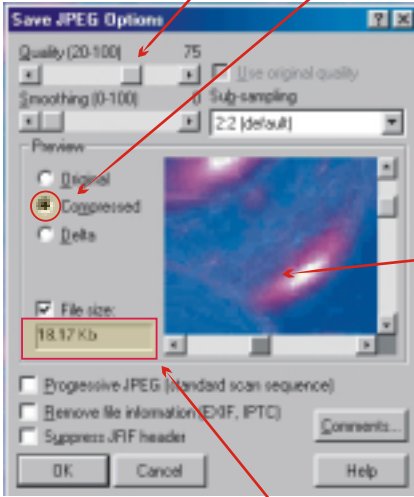 Save JPEG Options
Quality (20-100) 75
Use original quality
Smoothing (0-100) 0 Sub-sampling
2:2 (default)
Preview
Original
Compressed
Delta
File size:
18.17 Kb
Progressive JPEG (standard scan sequence)
Remove file information (EXIF, IPTC)
Suppress JFIF header
Comments...
OK Cancel Help